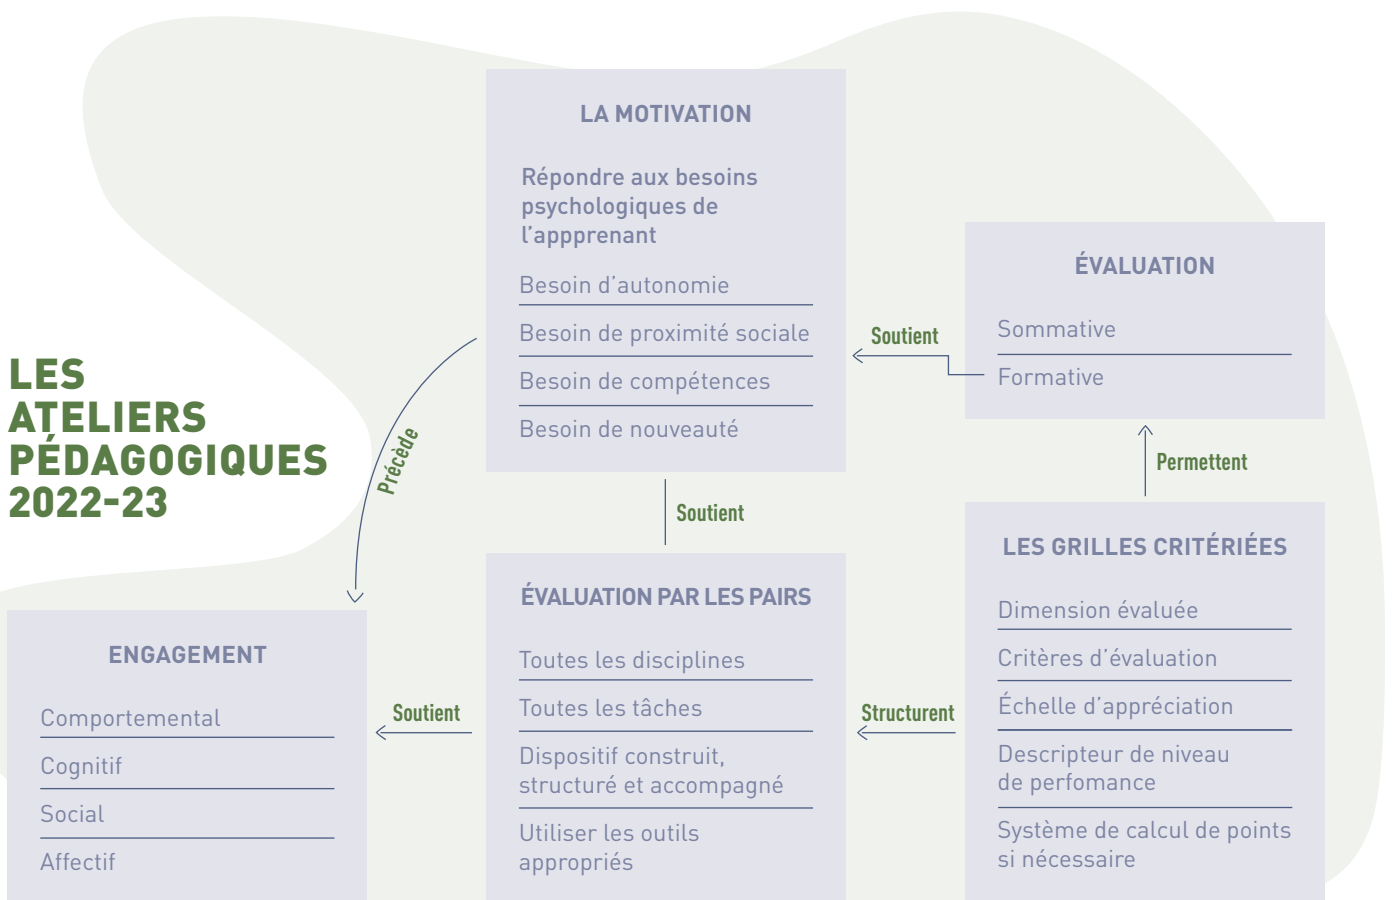 LES
ATELIERS
PÉDAGOGIQUES
2022-23
LA MOTIVATION
Répondre aux besoins
psychologiques de
l'appprenant
Besoin d'autonomie
Besoin de proximité sociale
Besoin de compétences
Besoin de nouveauté
Soutient
ÉVALUATION
Sommative
Formative
Précède
Soutient
Permettent
ENGAGEMENT
Comportemental
Cognitif
Social
Affectif
Soutient
ÉVALUATION PAR LES PAIRS
Toutes les disciplines
Toutes les tâches
Dispositif construit,
structuré et accompagné
Utiliser les outils
appropriés
Structurent
LES GRILLES CRITÉRIÉES
Dimension évaluée
Critères d'évaluation
Échelle d'appréciation
Descripteur de niveau
de perfomance
Système de calcul de points
si nécessaire